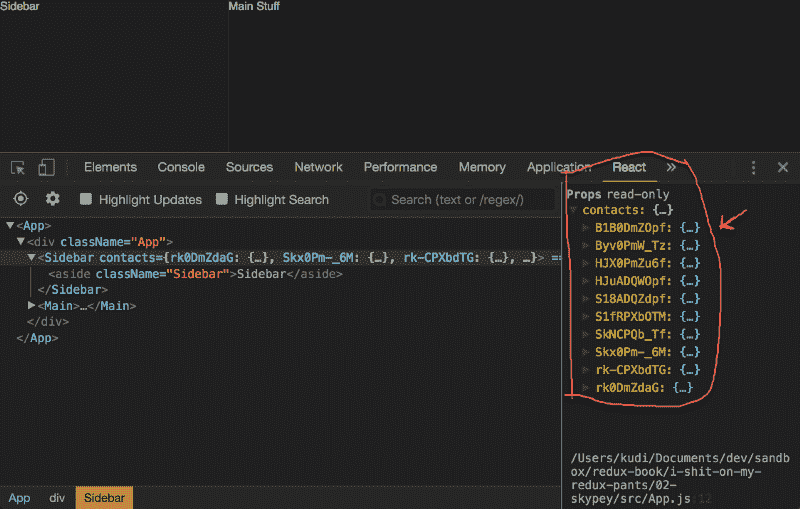 Sidebar
Main Stuff
Elements Console Sources Network Performance Memory Application React »
Highlight Updates Highlight Search Search (text or /regex/)
Props read-only
contacts: {…}
B1B0DmZOpf: {…}
Byv0PmW_Tz: {…}
HJX0PmZu6f: {…}
HJuADQWOpf: {…}
S18ADQZdpf: {…}
S1fRPXbOTM: {…}
SkNCPQb_Tf: {…}
Skx0Pm-_6M: {…}
rk-CPXbdTG: {…}
rk0DmZdaG: {…}
<App>
<div className="App">
<Sidebar contacts={rk0DmZdaG: {…}, Skx0Pm-_6M: {…}, rk-CPXbdTG: {…}, …}> ==
<aside className="Sidebar">Sidebar</aside>
</Sidebar>
<Main>…</Main>
</div>
</App>
/Users/kudi/Documents/dev/sandb
ox/redux-book/i-shit-on-my-
redux-pants/02-
skypey/src/App.js:12
App div Sidebar